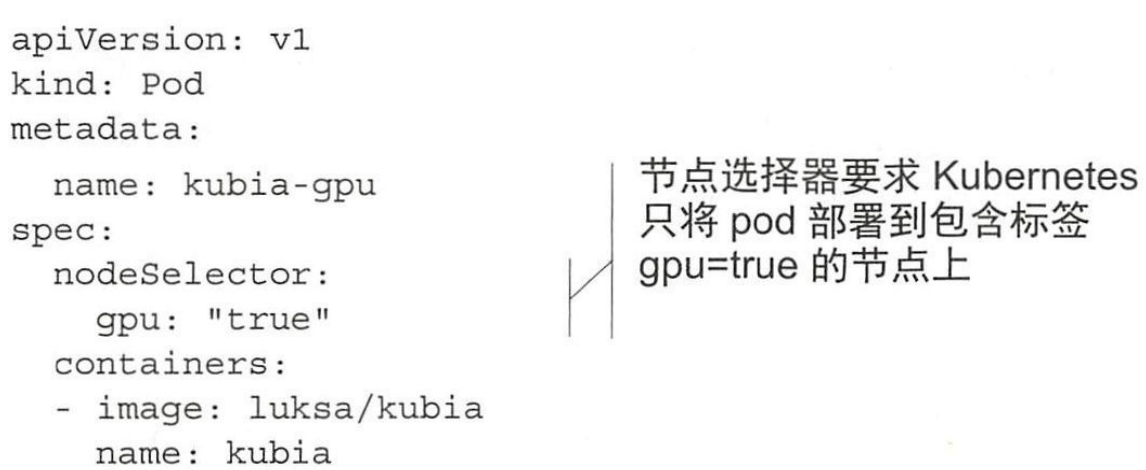 apiVersion: v1
kind: Pod
metadata:
  name: kubia-gpu
spec:
  nodeSelector:
    gpu: "true"
  containers:
  - image: luksa/kubia
    name: kubia
节点选择器要求 Kubernetes
只将 pod 部署到包含标签
gpu=true 的节点上